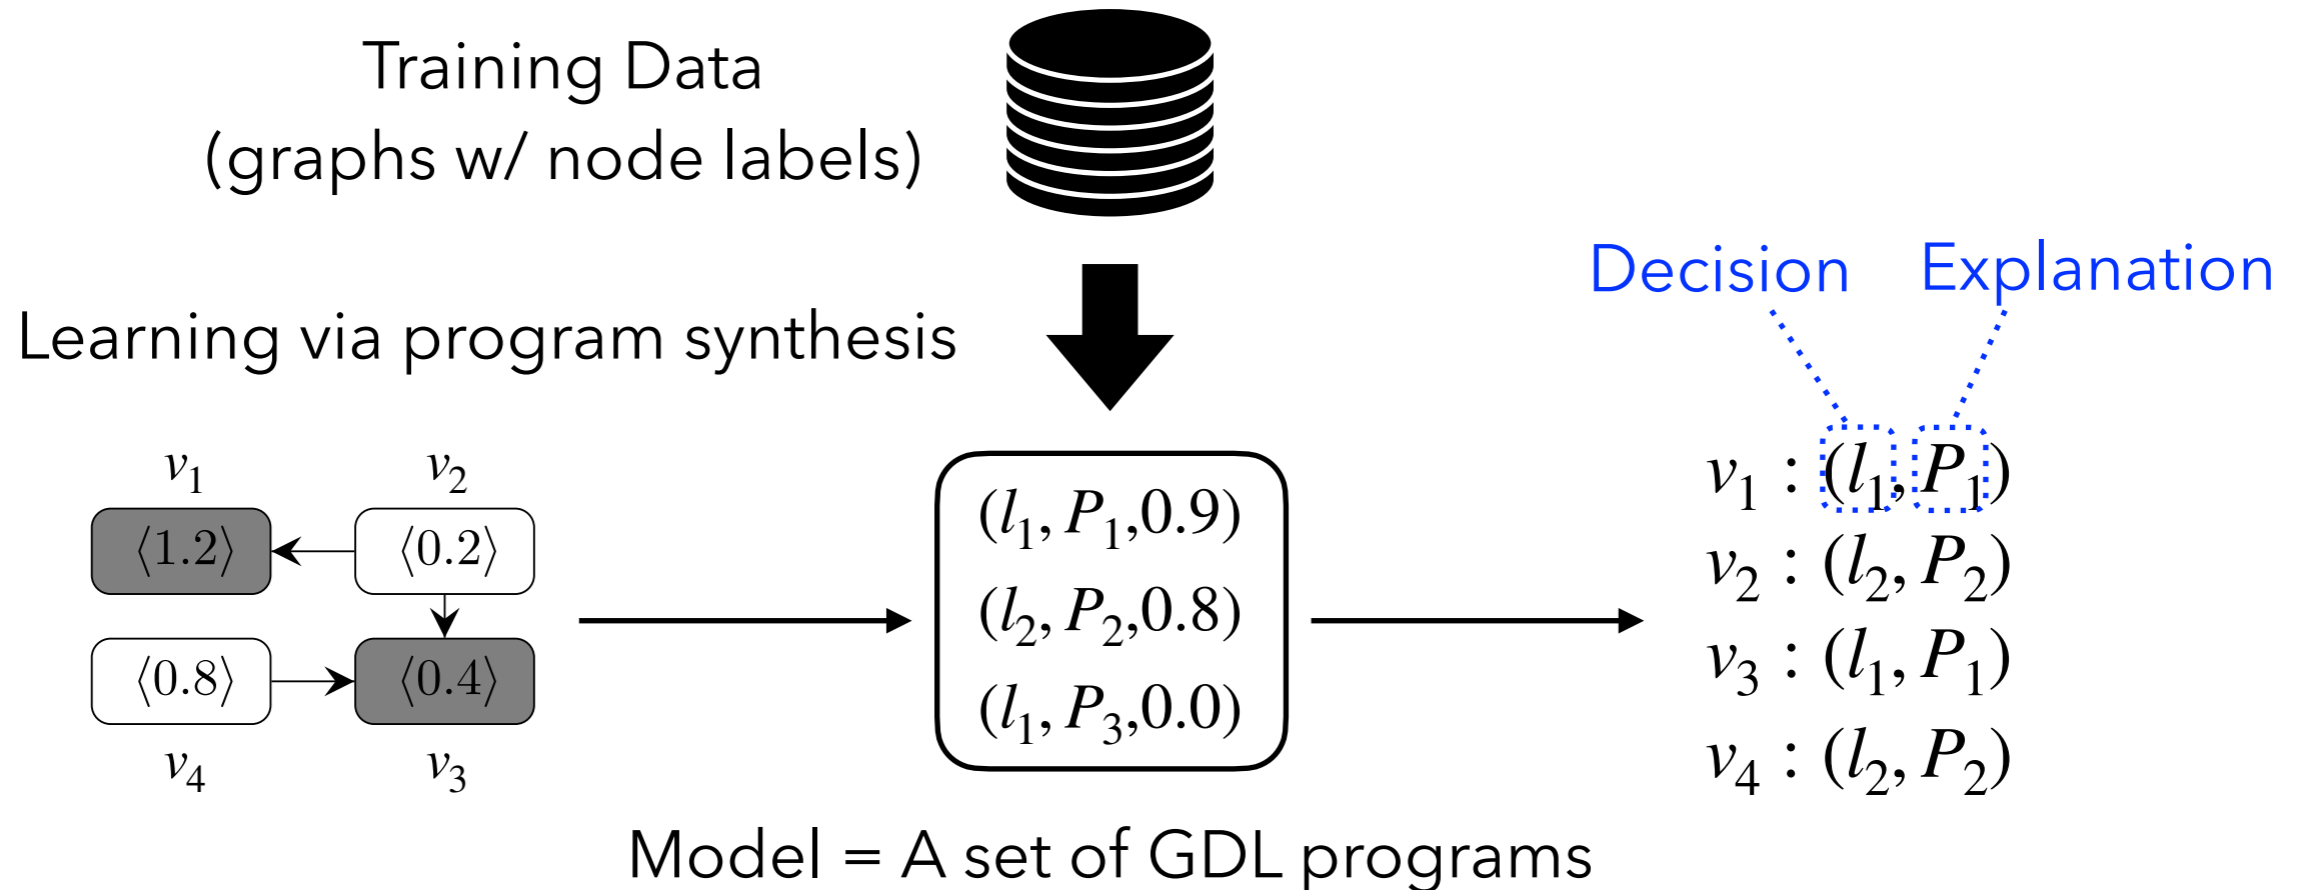 Training Data
(graphs w/ node labels)
Learning via program synthesis
Decision Explanation
v₁ v₂
⟨1.2⟩ ⟨0.2⟩
⟨0.8⟩ ⟨0.4⟩
v₄ v₃
(l₁, P₁,0.9)
(l₂, P₂,0.8)
(l₁, P₃,0.0)
v₁ : (l₁, P₁)
v₂ : (l₂, P₂)
v₃ : (l₁, P₁)
v₄ : (l₂, P₂)
Model = A set of GDL programs